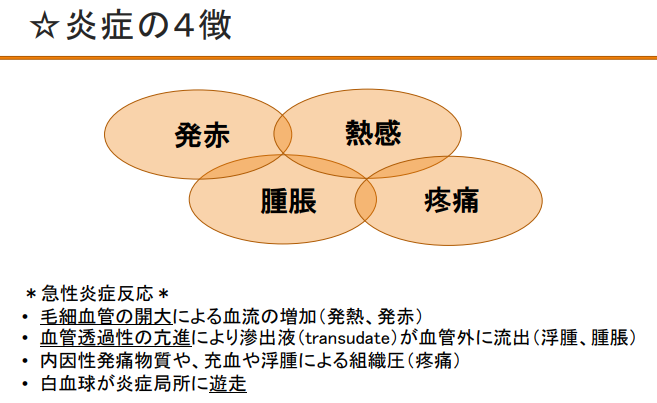 ☆炎症の４徴
発赤
熱感
腫脹
疼痛
＊急性炎症反応＊
• 毛細血管の開大による血流の増加（発熱、発赤）
• 血管透過性の亢進により滲出液（transudate）が血管外に流出（浮腫、腫脹）
• 内因性発痛物質や、充血や浮腫による組織圧（疼痛）
• 白血球が炎症局所に遊走